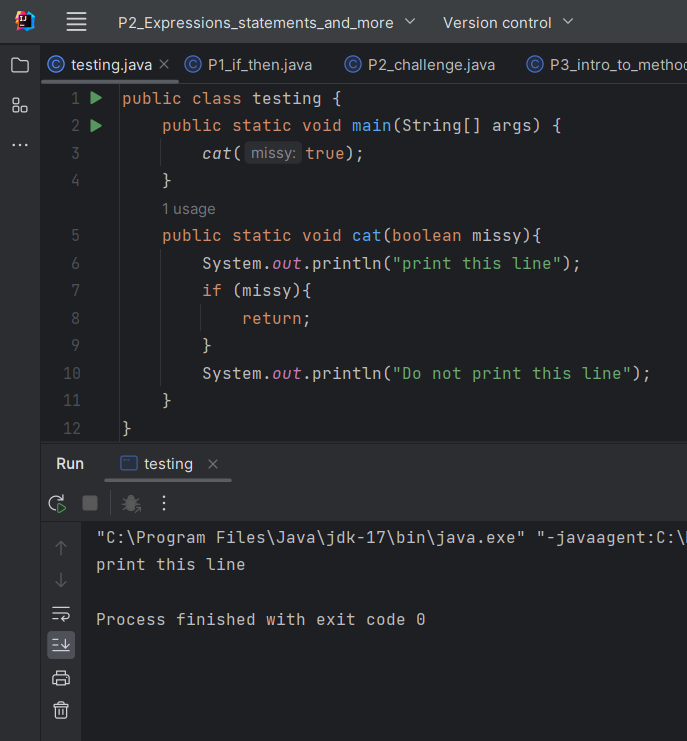 P2_Expressions_statements_and_more Version control
testing.java P1_if_then.java P2_challenge.java P3_intro_to_metho
1 public class testing {
2 public static void main(String[] args) {
3 cat( missy: true);
4 }
1 usage
5 public static void cat(boolean missy){
6 System.out.println("print this line");
7 if (missy){
8 return;
9 }
10 System.out.println("Do not print this line");
11 }
12 }
Run testing
"C:\Program Files\Java\jdk-17\bin\java.exe" "-javaagent:C:\
print this line
Process finished with exit code 0